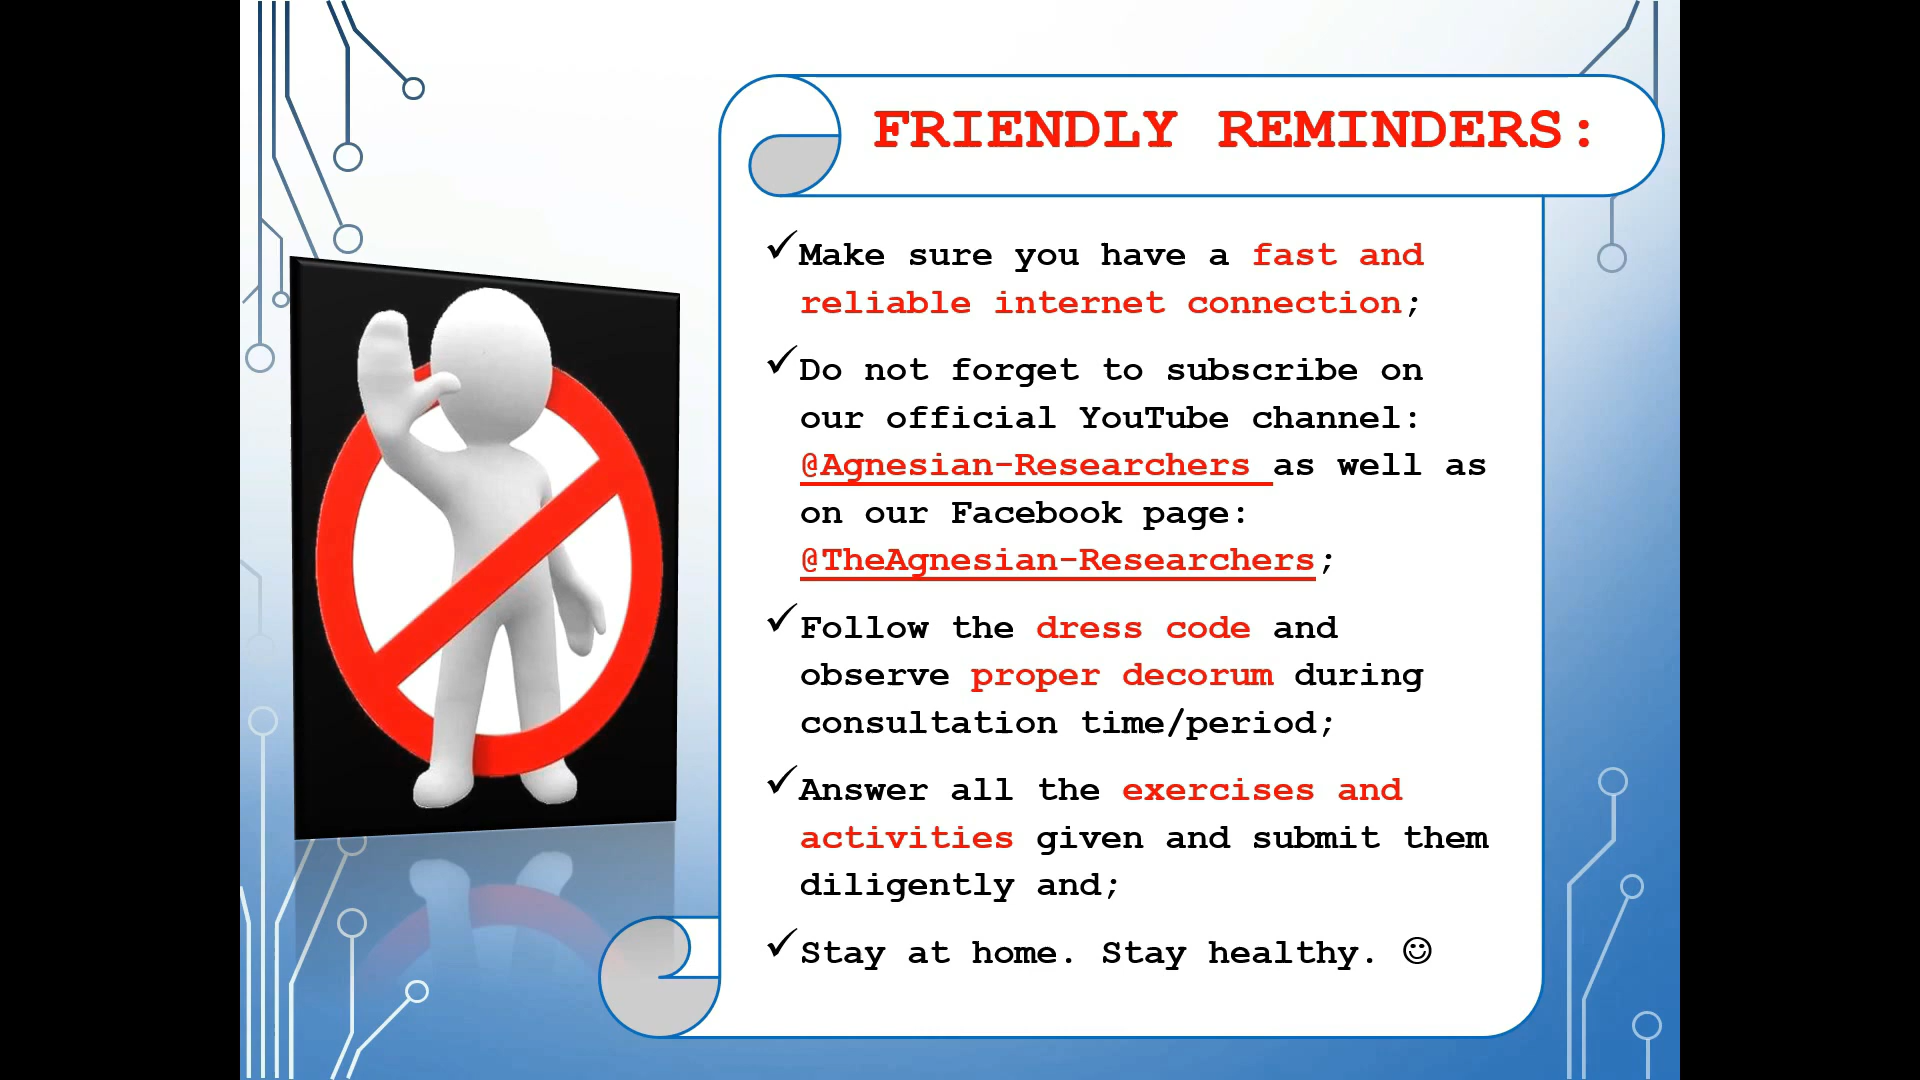 FRIENDLY REMINDERS:
✓Make sure you have a fast and
reliable internet connection;
✓Do not forget to subscribe on
our official YouTube channel:
@Agnesian-Researchers as well as
on our Facebook page:
@TheAgnesian-Researchers;
✓Follow the dress code and
observe proper decorum during
consultation time/period;
✓Answer all the exercises and
activities given and submit them
diligently and;
✓Stay at home. Stay healthy. ☺